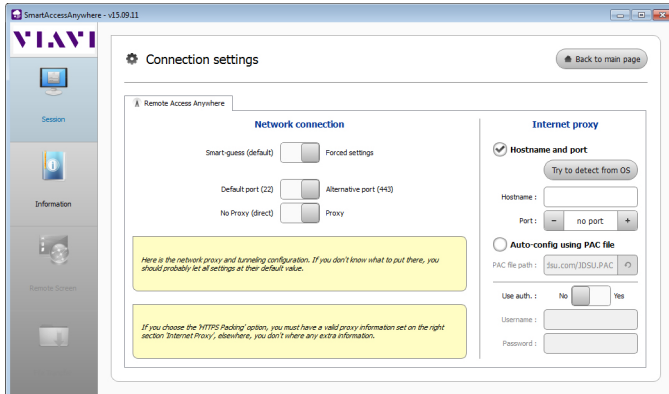 SmartAccessAnywhere - v15.09.11
VIAVI
Connection settings
Back to main page
Session
Remote Access Anywhere
Network connection
Internet proxy
Smart-guess (default) Forced settings
Hostname and port
Try to detect from OS
Default port (22) Alternative port (443)
Hostname :
Information
No Proxy (direct) Proxy
Port : - no port +
Auto-config using PAC file
Here is the network proxy and tunneling configuration. If you don't know what to put there, you
should probably let all settings at their default value.
PAC file path : Jsu.com/JDSU.PAC
Remote Screen
Use auth. : No Yes
Username :
If you choose the 'HTTPS Packing' option, you must have a valid proxy information set on the right
section 'Internet Proxy', elsewhere, you don't where any extra information.
Password :